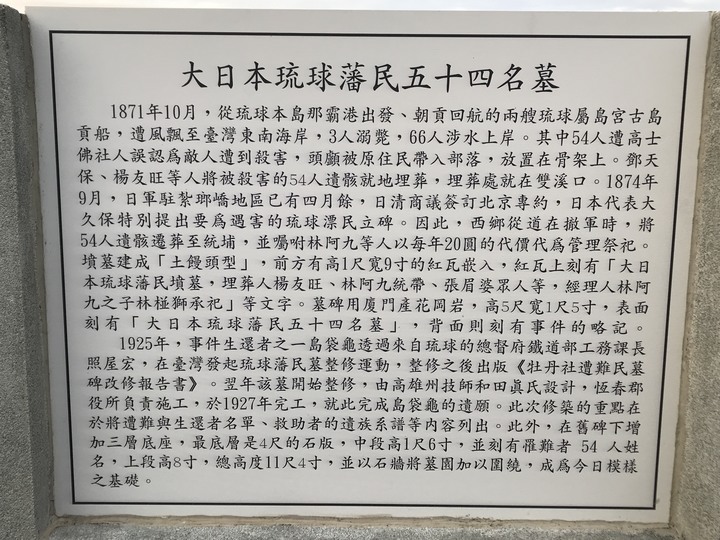 大日本琉球藩民五十四名墓
1871年10月，從琉球本島那霸港出發、朝貢回航的兩艘琉球屬島宮古島
貢船，遭風飄至臺灣東南海岸，3人溺斃，66人涉水上岸。其中54人遭高士
佛社人誤認爲敵人遭到殺害，頭顱被原住民帶入部落，放置在骨架上。鄧天
保、楊友旺等人將被殺害的54人遺骸就地埋葬，埋葬處就在雙溪口。1874年
9月，日軍駐紮瑯嶠地區已有四月餘，日清商議簽訂北京專約，日本代表大
久保特別提出要爲遇害的琉球漂民立碑。因此，西鄉從道在撤軍時，將
54人遺骸遷葬至統埔，並囑咐林阿九等人以每年20圓的代價代爲管理祭祀。
墳墓建成「土饅頭型」，前方有高1尺寬9寸的紅瓦嵌入，紅瓦上刻有「大日
本琉球藩民墳墓，埋葬人楊友旺、林阿九統帶、張眉婆眾人等，經理人林阿
九之子林椪獅承祀」等文字。墓碑用廈門產花岡岩，高5尺寬1尺5寸，表面
刻有「大日本琉球藩民五十四名墓」，背面則刻有事件的略記。
1925年，事件生還者之一島袋龜透過來自琉球的總督府鐵道部工務課長
照屋宏，在臺灣發起琉球藩民墓整修運動，整修之後出版《牡丹社遭難民墓
碑改修報告書》。翌年該墓開始整修，由高雄州技師和田眞氏設計，恆春郡
役所負責施工，於1927年完工，就此完成島袋龜的遺願。此次修築的重點在
於將遭難與生還者名單、救助者的遺族系譜等內容列出。此外，在舊碑下增
加三層底座，最底層是4尺的石版，中段高1尺6寸，並刻有罹難者 54 人姓
名，上段高8寸，總高度11尺4寸，並以石牆將墓園加以圍繞，成爲今日模樣
之基礎。